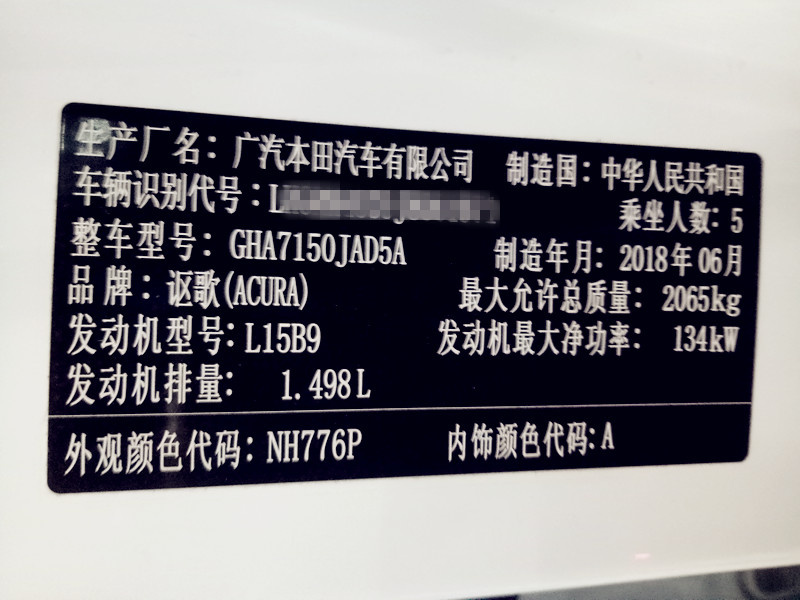 生产厂名：广汽本田汽车有限公司 制造国：中华人民共和国
车辆识别代号：L 乘坐人数：5
整车型号：GHA7150JAD5A 制造年月：2018年06月
品牌：讴歌(ACURA) 最大允许总质量：2065kg
发动机型号：L15B9 发动机最大净功率：134kW
发动机排量：1.498L
外观颜色代码：NH776P 内饰颜色代码：A